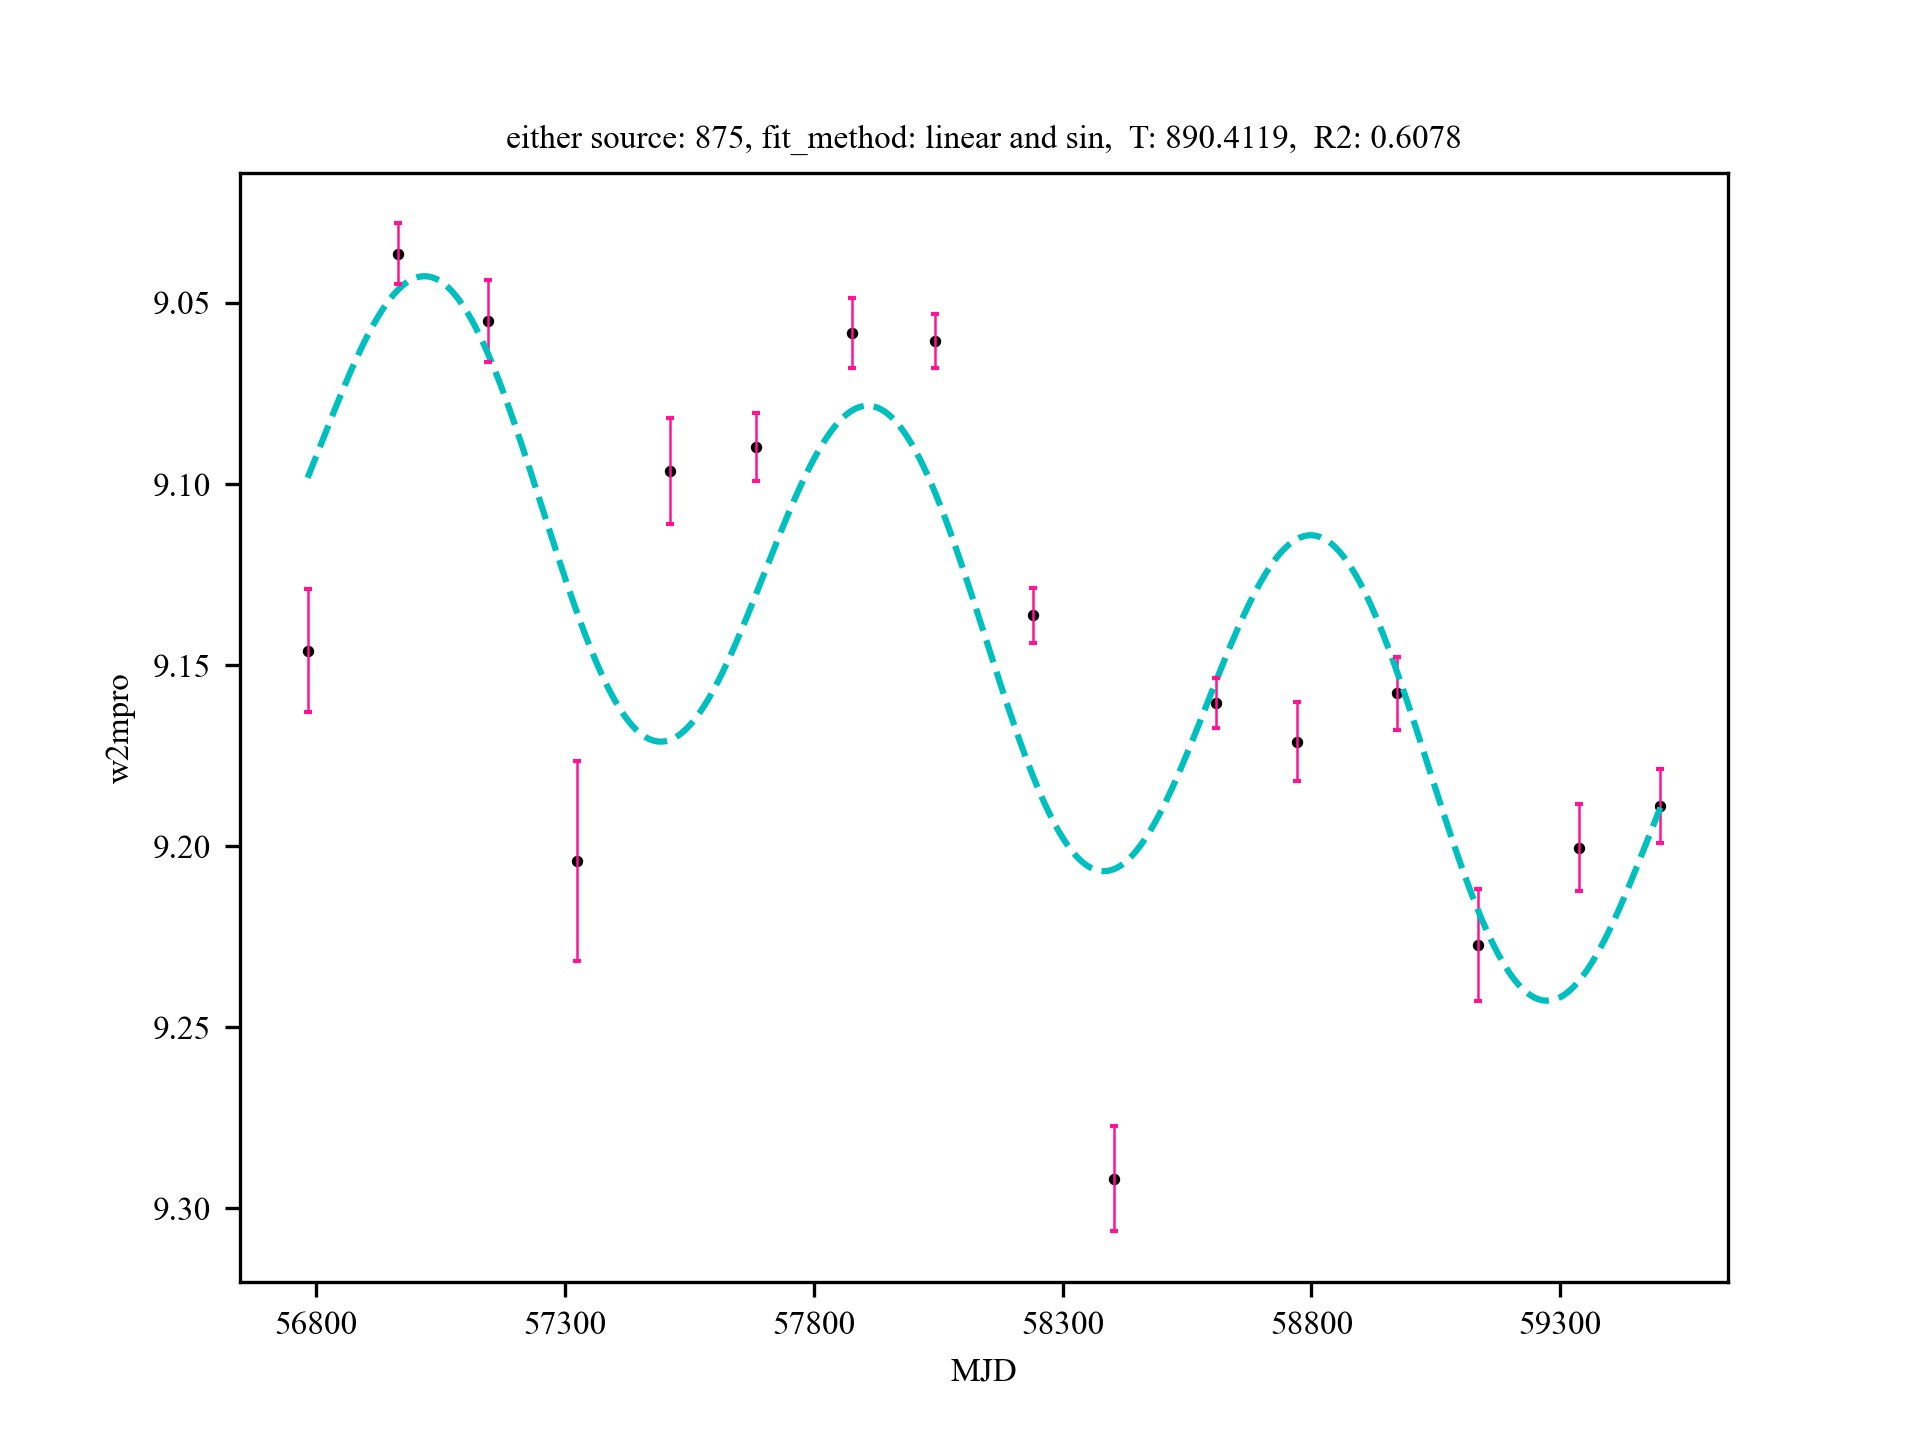 either source: 875, fit_method: linear and sin,  T: 890.4119,  R2: 0.6078
9.05
9.10
9.15
9.20
9.25
9.30
w2mpro
56800 57300 57800 58300 58800 59300
MJD